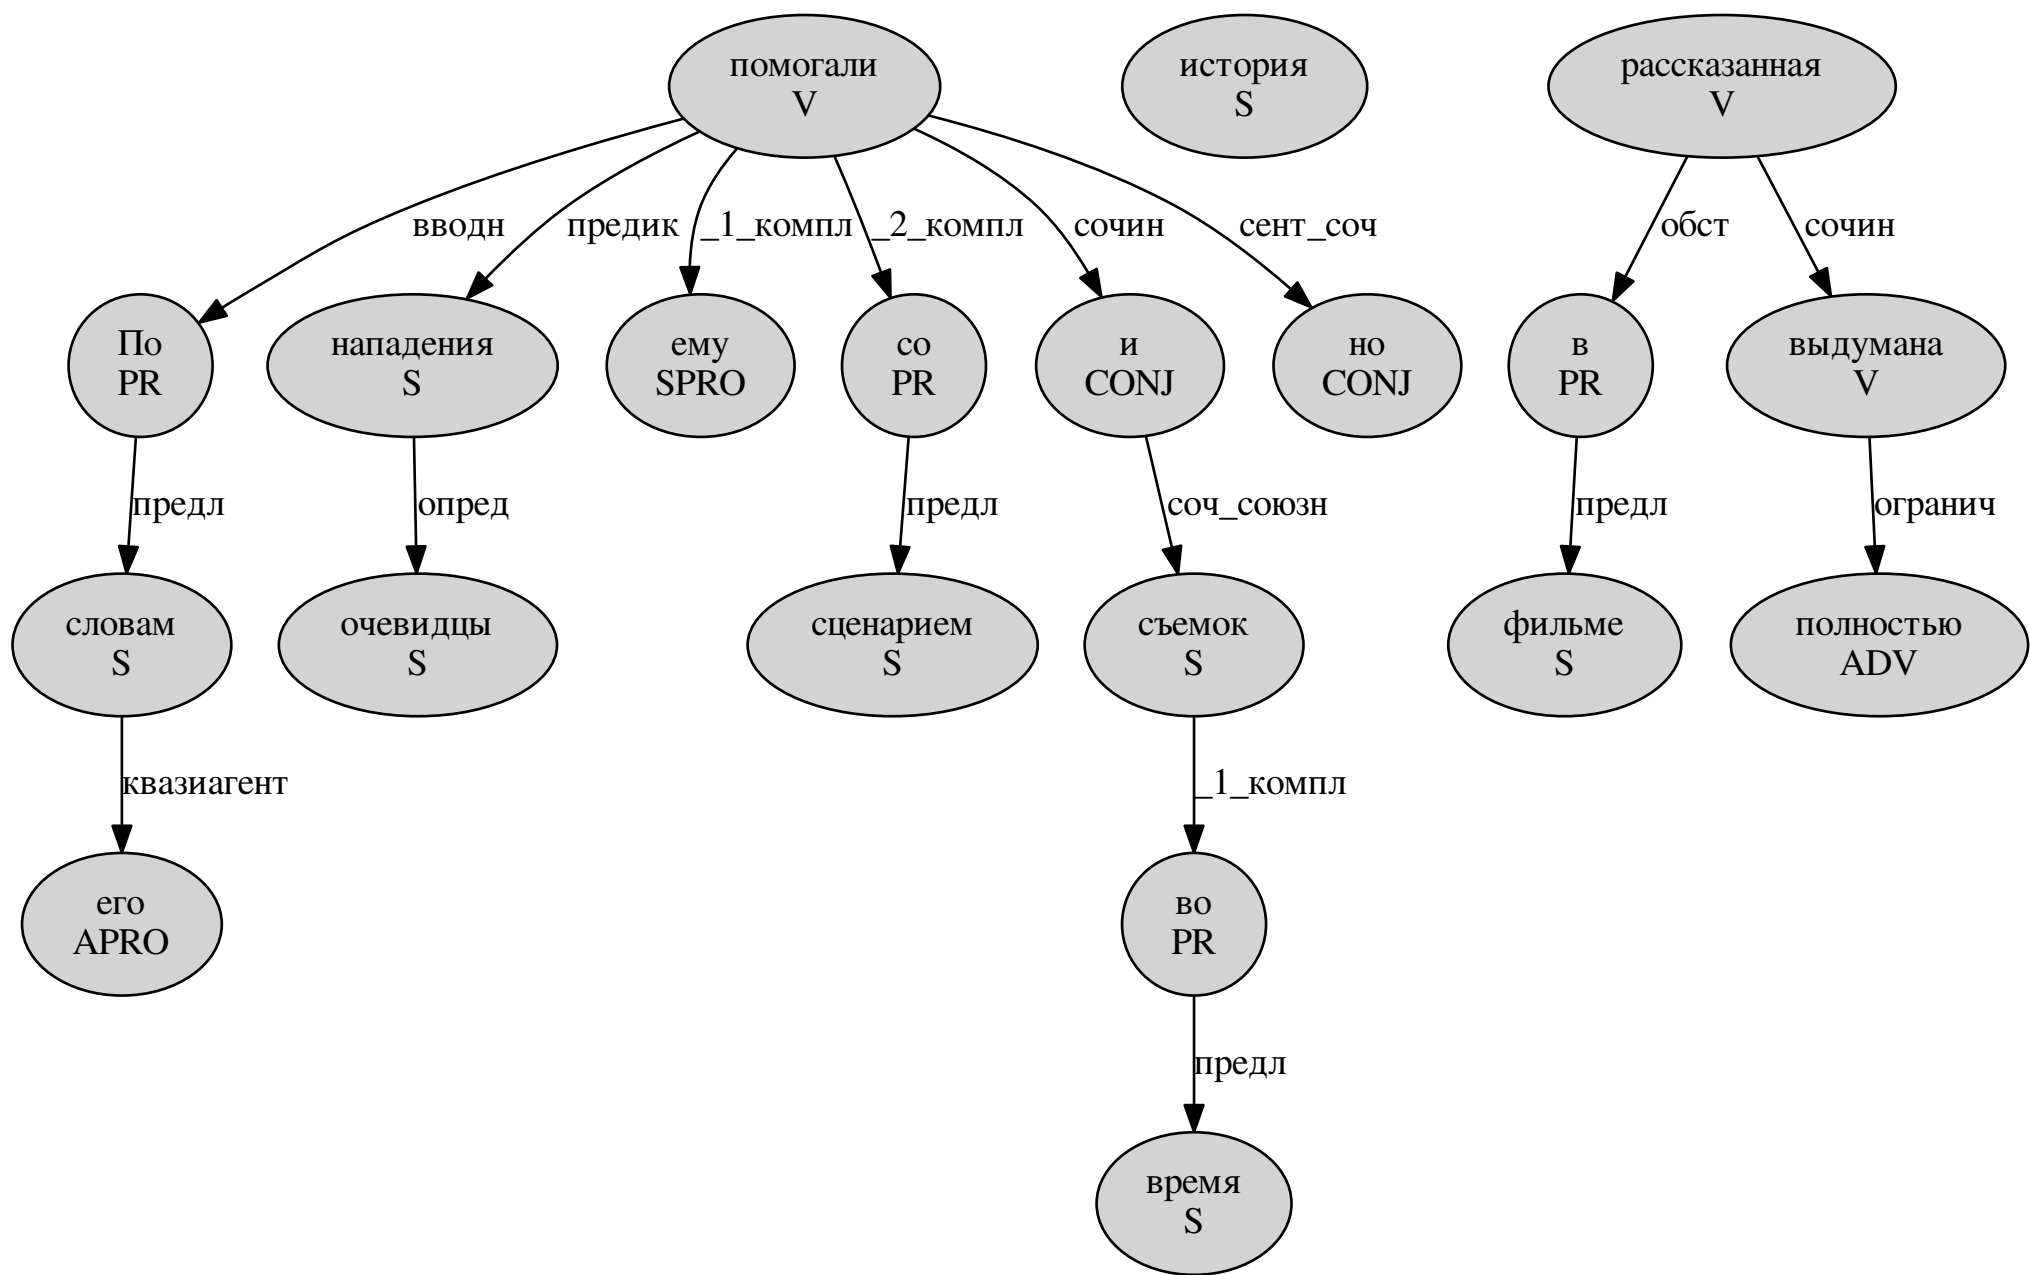 помогали
V
история
S
рассказанная
V
вводн
предик
_1_компл
_2_компл
сочин
сент_соч
обст
сочин
По
PR
нападения
S
ему
SPRO
со
PR
и
CONJ
но
CONJ
в
PR
выдумана
V
предл
опред
предл
соч_союзн
предл
огранич
словам
S
очевидцы
S
сценарием
S
съемок
S
фильме
S
полностью
ADV
квазиагент
_1_компл
его
APRO
во
PR
предл
время
S